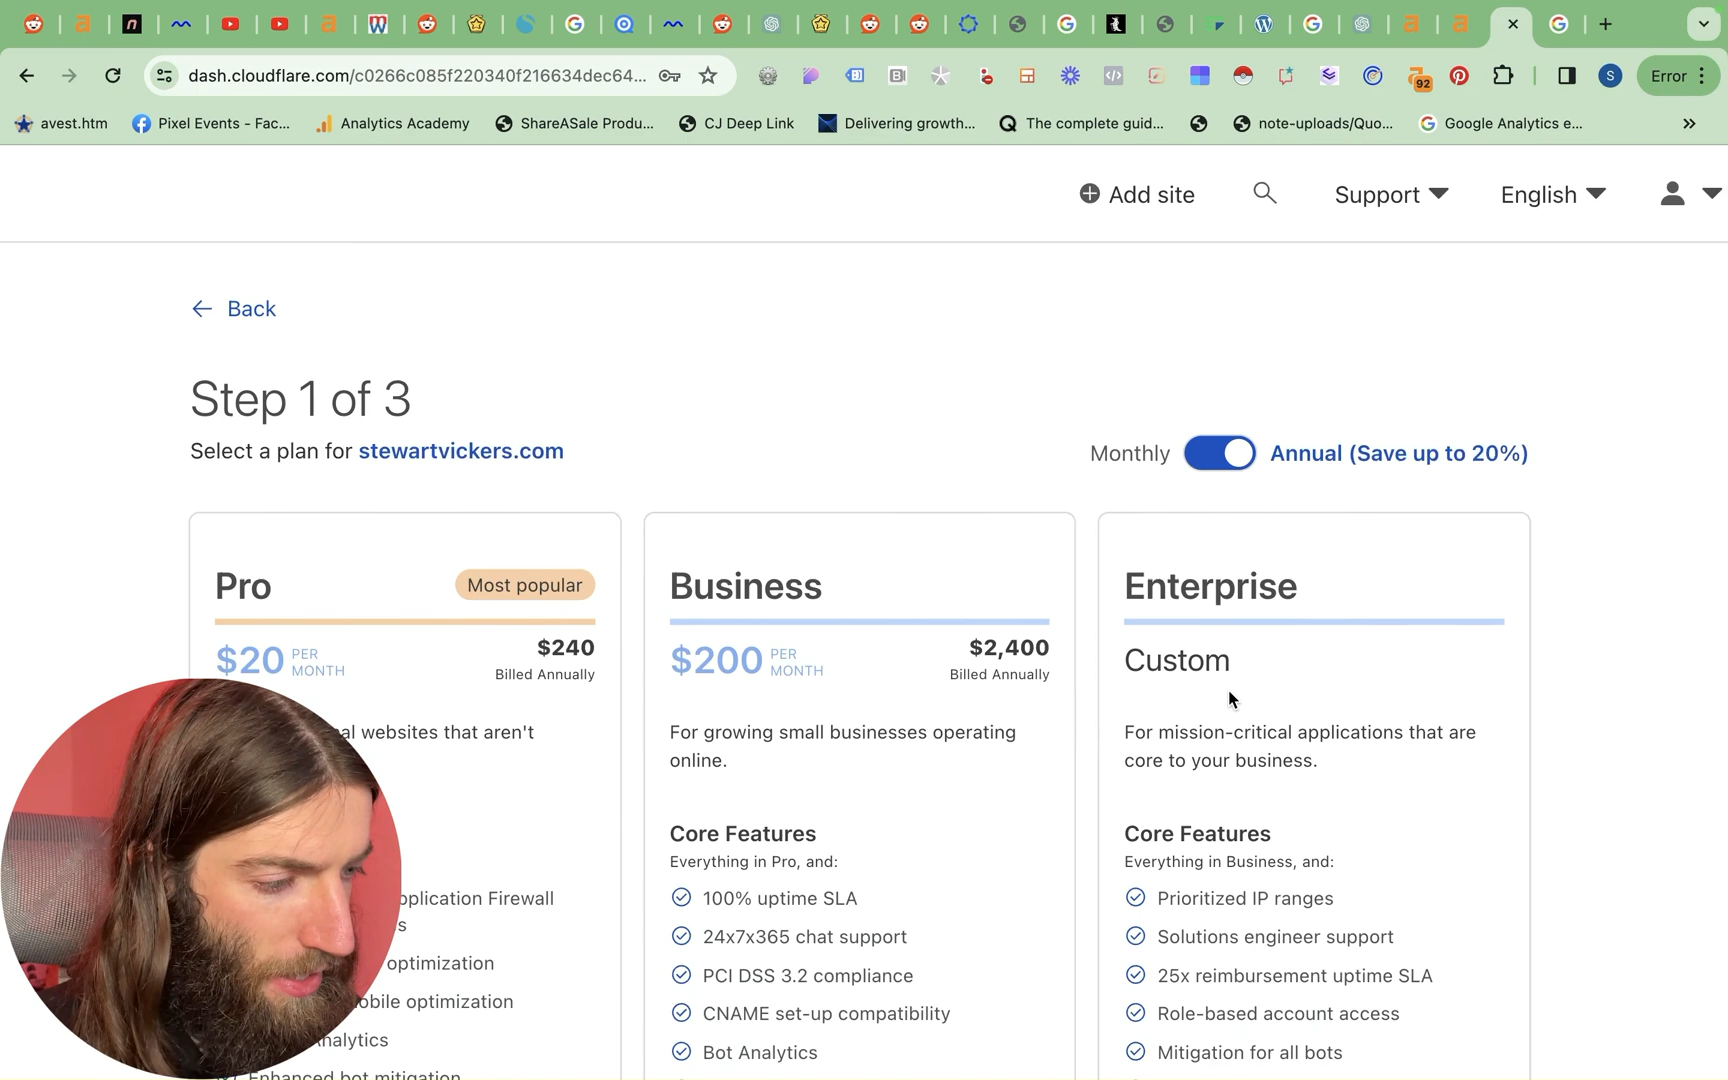 dash.cloudflare.com/c0266c085f220340f216634dec64...
Error
92
S
avest.htm
Pixel Events - Fac...
Analytics Academy
ShareASale Produ...
CJ Deep Link
Delivering growth...
The complete guid...
note-uploads/Quo...
Google Analytics e...
Add site
Support
English
Back
Step 1 of 3
Select a plan for stewartvickers.com
Monthly
Annual (Save up to 20%)
Pro
Most popular
$20 PER MONTH
$240
Billed Annually
websites that aren't
Firewall
optimization
optimization
Enhanced bot mitigation
Business
$200 PER MONTH
$2,400
Billed Annually
For growing small businesses operating
online.
Core Features
Everything in Pro, and:
100% uptime SLA
24x7x365 chat support
PCI DSS 3.2 compliance
CNAME set-up compatibility
Bot Analytics
Enterprise
Custom
For mission-critical applications that are
core to your business.
Core Features
Everything in Business, and:
Prioritized IP ranges
Solutions engineer support
25x reimbursement uptime SLA
Role-based account access
Mitigation for all bots